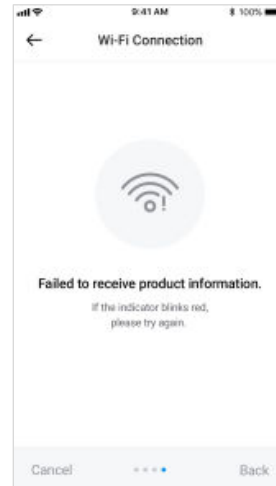 9:41 AM
100%
Wi-Fi Connection
Failed to receive product information.
If the indicator blinks red,
please try again.
Cancel
Back